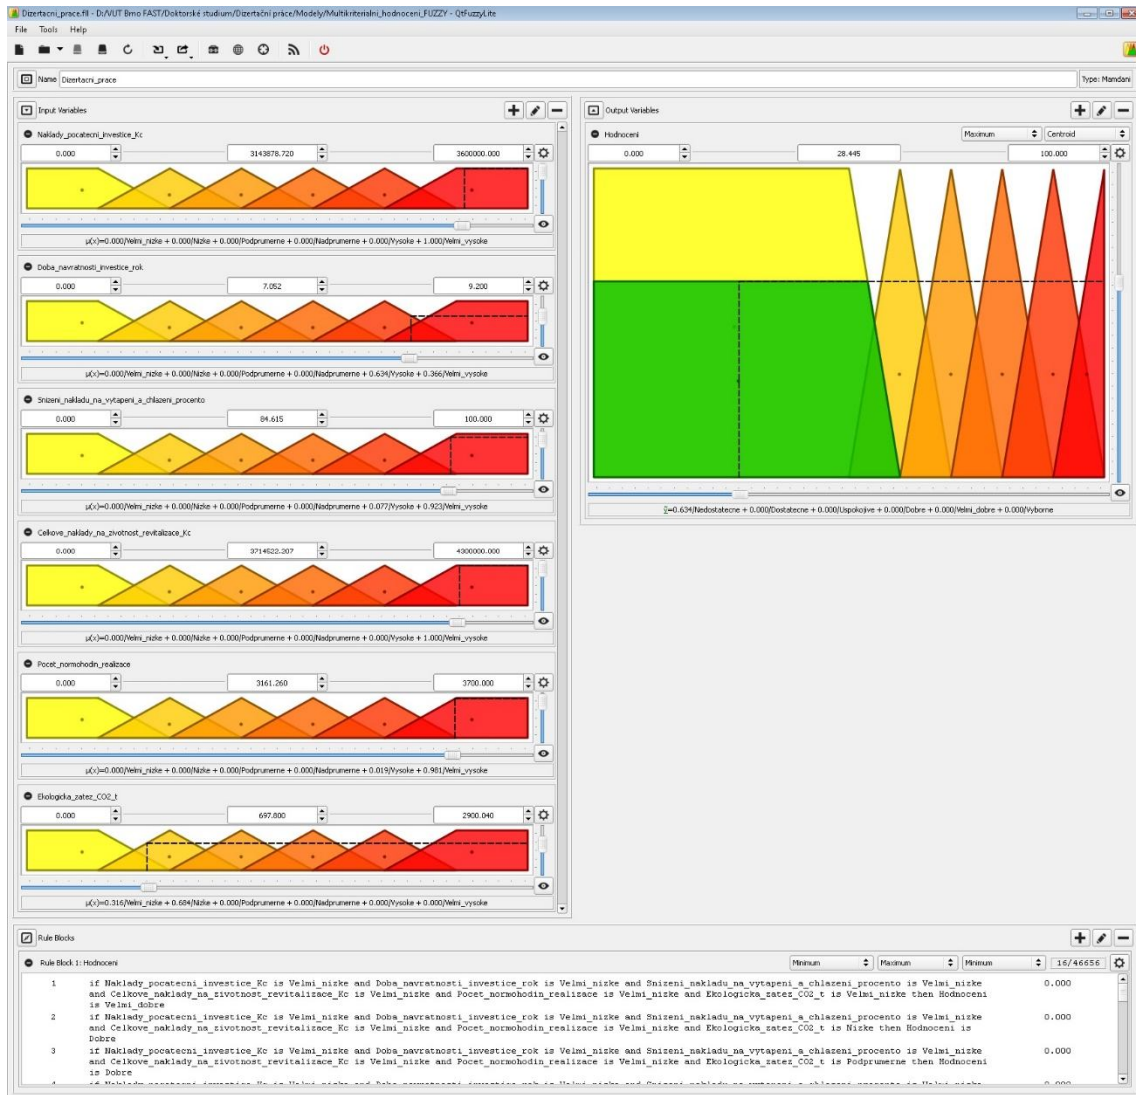 Dizertacni_prace.fll - D:/VUT Brno FAST/Doktorské studium/Dizertační práce/Modely/Multikriterialni_hodnoceni_FUZZY - QtFuzzyLite
File Tools Help
Name Dizertacni_prace Type: Mamdani
Input Variables
Naklady_pocatecni_investice_Kc
0.000 3143878.720 3600000.000
μ(x)=0.000/Velmi_nizke + 0.000/Nizke + 0.000/Podprumerne + 0.000/Nadprumerne + 0.000/Vysoke + 1.000/Velmi_vysoke
Doba_navratnosti_investice_rok
0.000 7.052 9.200
μ(x)=0.000/Velmi_nizke + 0.000/Nizke + 0.000/Podprumerne + 0.000/Nadprumerne + 0.634/Vysoke + 0.366/Velmi_vysoke
Snizeni_nakladu_na_vytapeni_a_chlazeni_procento
0.000 84.615 100.000
μ(x)=0.000/Velmi_nizke + 0.000/Nizke + 0.000/Podprumerne + 0.000/Nadprumerne + 0.077/Vysoke + 0.923/Velmi_vysoke
Celkove_naklady_na_zivotnost_revitalizace_Kc
0.000 3714522.207 4300000.000
μ(x)=0.000/Velmi_nizke + 0.000/Nizke + 0.000/Podprumerne + 0.000/Nadprumerne + 0.000/Vysoke + 1.000/Velmi_vysoke
Pocet_normohodin_realizace
0.000 3161.260 3700.000
μ(x)=0.000/Velmi_nizke + 0.000/Nizke + 0.000/Podprumerne + 0.000/Nadprumerne + 0.019/Vysoke + 0.981/Velmi_vysoke
Ekologicka_zatez_CO2_t
0.000 697.800 2900.040
μ(x)=0.316/Velmi_nizke + 0.684/Nizke + 0.000/Podprumerne + 0.000/Nadprumerne + 0.000/Vysoke + 0.000/Velmi_vysoke
Output Variables
Hodnoceni Maximum Centroid
0.000 28.445 100.000
ỹ=0.634/Nedostatecne + 0.000/Dostatecne + 0.000/Uspokojive + 0.000/Dobre + 0.000/Velmi_dobre + 0.000/Vyborne
Rule Blocks
Rule Block 1: Hodnoceni Minimum Maximum Minimum 16/46656
1 if Naklady_pocatecni_investice_Kc is Velmi_nizke and Doba_navratnosti_investice_rok is Velmi_nizke and Snizeni_nakladu_na_vytapeni_a_chlazeni_procento is Velmi_nizke 0.000
and Celkove_naklady_na_zivotnost_revitalizace_Kc is Velmi_nizke and Pocet_normohodin_realizace is Velmi_nizke and Ekologicka_zatez_CO2_t is Velmi_nizke then Hodnoceni
is Velmi_dobre
2 if Naklady_pocatecni_investice_Kc is Velmi_nizke and Doba_navratnosti_investice_rok is Velmi_nizke and Snizeni_nakladu_na_vytapeni_a_chlazeni_procento is Velmi_nizke 0.000
and Celkove_naklady_na_zivotnost_revitalizace_Kc is Velmi_nizke and Pocet_normohodin_realizace is Velmi_nizke and Ekologicka_zatez_CO2_t is Nizke then Hodnoceni is
Dobre
3 if Naklady_pocatecni_investice_Kc is Velmi_nizke and Doba_navratnosti_investice_rok is Velmi_nizke and Snizeni_nakladu_na_vytapeni_a_chlazeni_procento is Velmi_nizke 0.000
and Celkove_naklady_na_zivotnost_revitalizace_Kc is Velmi_nizke and Pocet_normohodin_realizace is Velmi_nizke and Ekologicka_zatez_CO2_t is Podprumerne then Hodnoceni
is Dobre